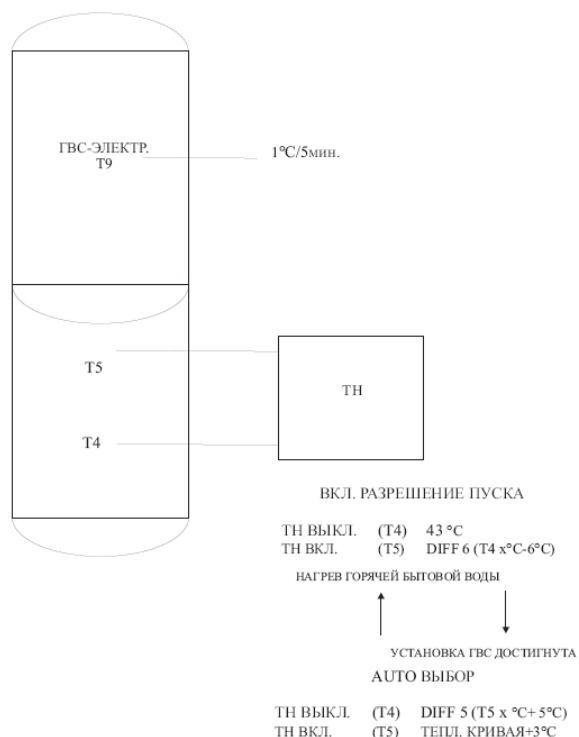 ГВС-ЭЛЕКТР.
T9
1°C/5мин.
T5
T4
ТН
ВКЛ. РАЗРЕШЕНИЕ ПУСКА
ТН ВЫКЛ. (T4) 43 °C
ТН ВКЛ. (T5) DIFF 6 (T4 x°C-6°C)
НАГРЕВ ГОРЯЧЕЙ БЫТОВОЙ ВОДЫ
УСТАНОВКА ГВС ДОСТИГНУТА
AUTO ВЫБОР
ТН ВЫКЛ. (T4) DIFF 5 (T5 x °C+ 5°C)
ТН ВКЛ. (T5) ТЕПЛ. КРИВАЯ+3°C